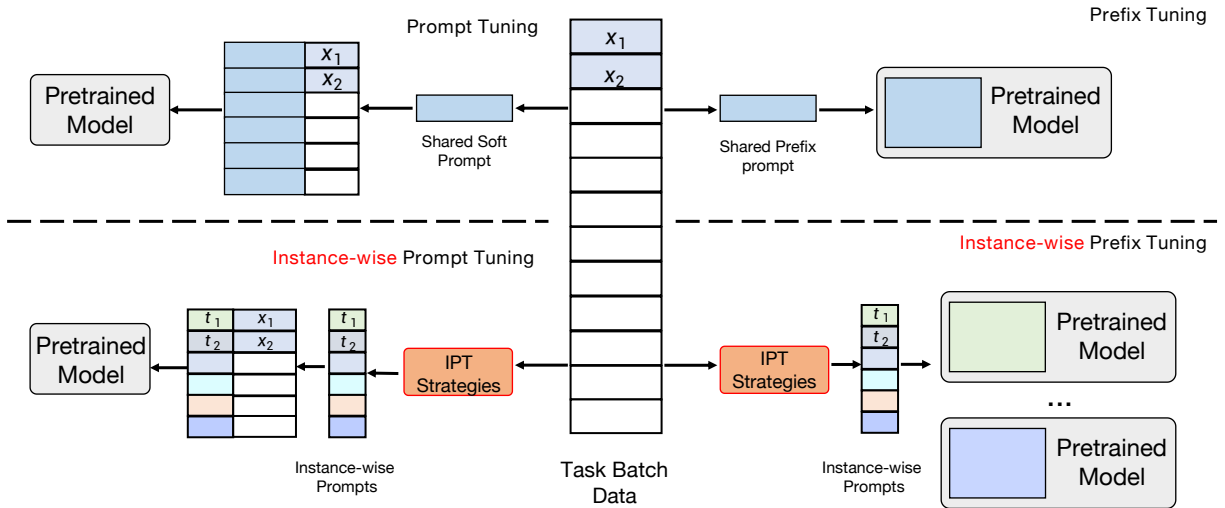 Prompt Tuning
Prefix Tuning
x1
x2
x1
x2
Pretrained
Model
Shared Soft
Prompt
Shared Prefix
prompt
Pretrained
Model
Instance-wise Prompt Tuning
Instance-wise Prefix Tuning
t1 x1
t2 x2
t1
t2
Pretrained
Model
IPT
Strategies
IPT
Strategies
t1
t2
Pretrained
Model
...
Pretrained
Model
Instance-wise
Prompts
Task Batch
Data
Instance-wise
Prompts